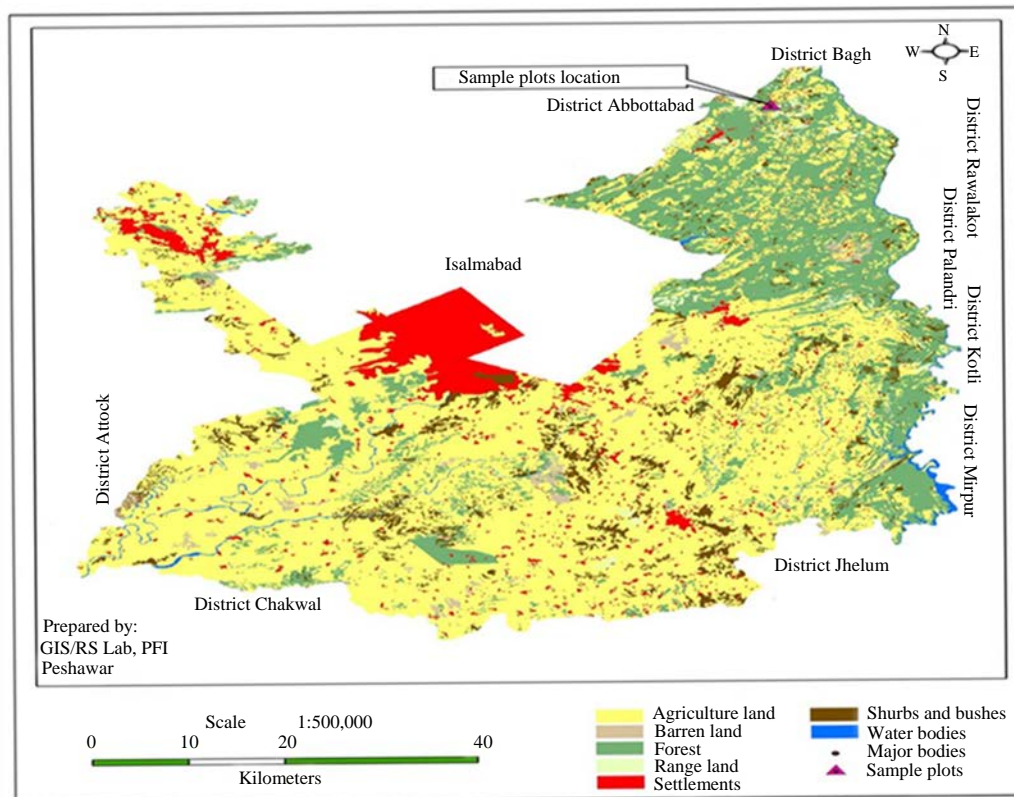 N
W E
S
District Bagh
Sample plots location
District Abbottabad
District Rawalakot
District Palandri
Isalmabad
District Kotli
District Mirpur
District Attock
District Jhelum
District Chakwal
Prepared by:
GIS/RS Lab, PFI
Peshawar
Scale 1:500,000
0 10 20 40
Kilometers
Agriculture land
Barren land
Forest
Range land
Settlements
Shurbs and bushes
Water bodies
Major bodies
Sample plots